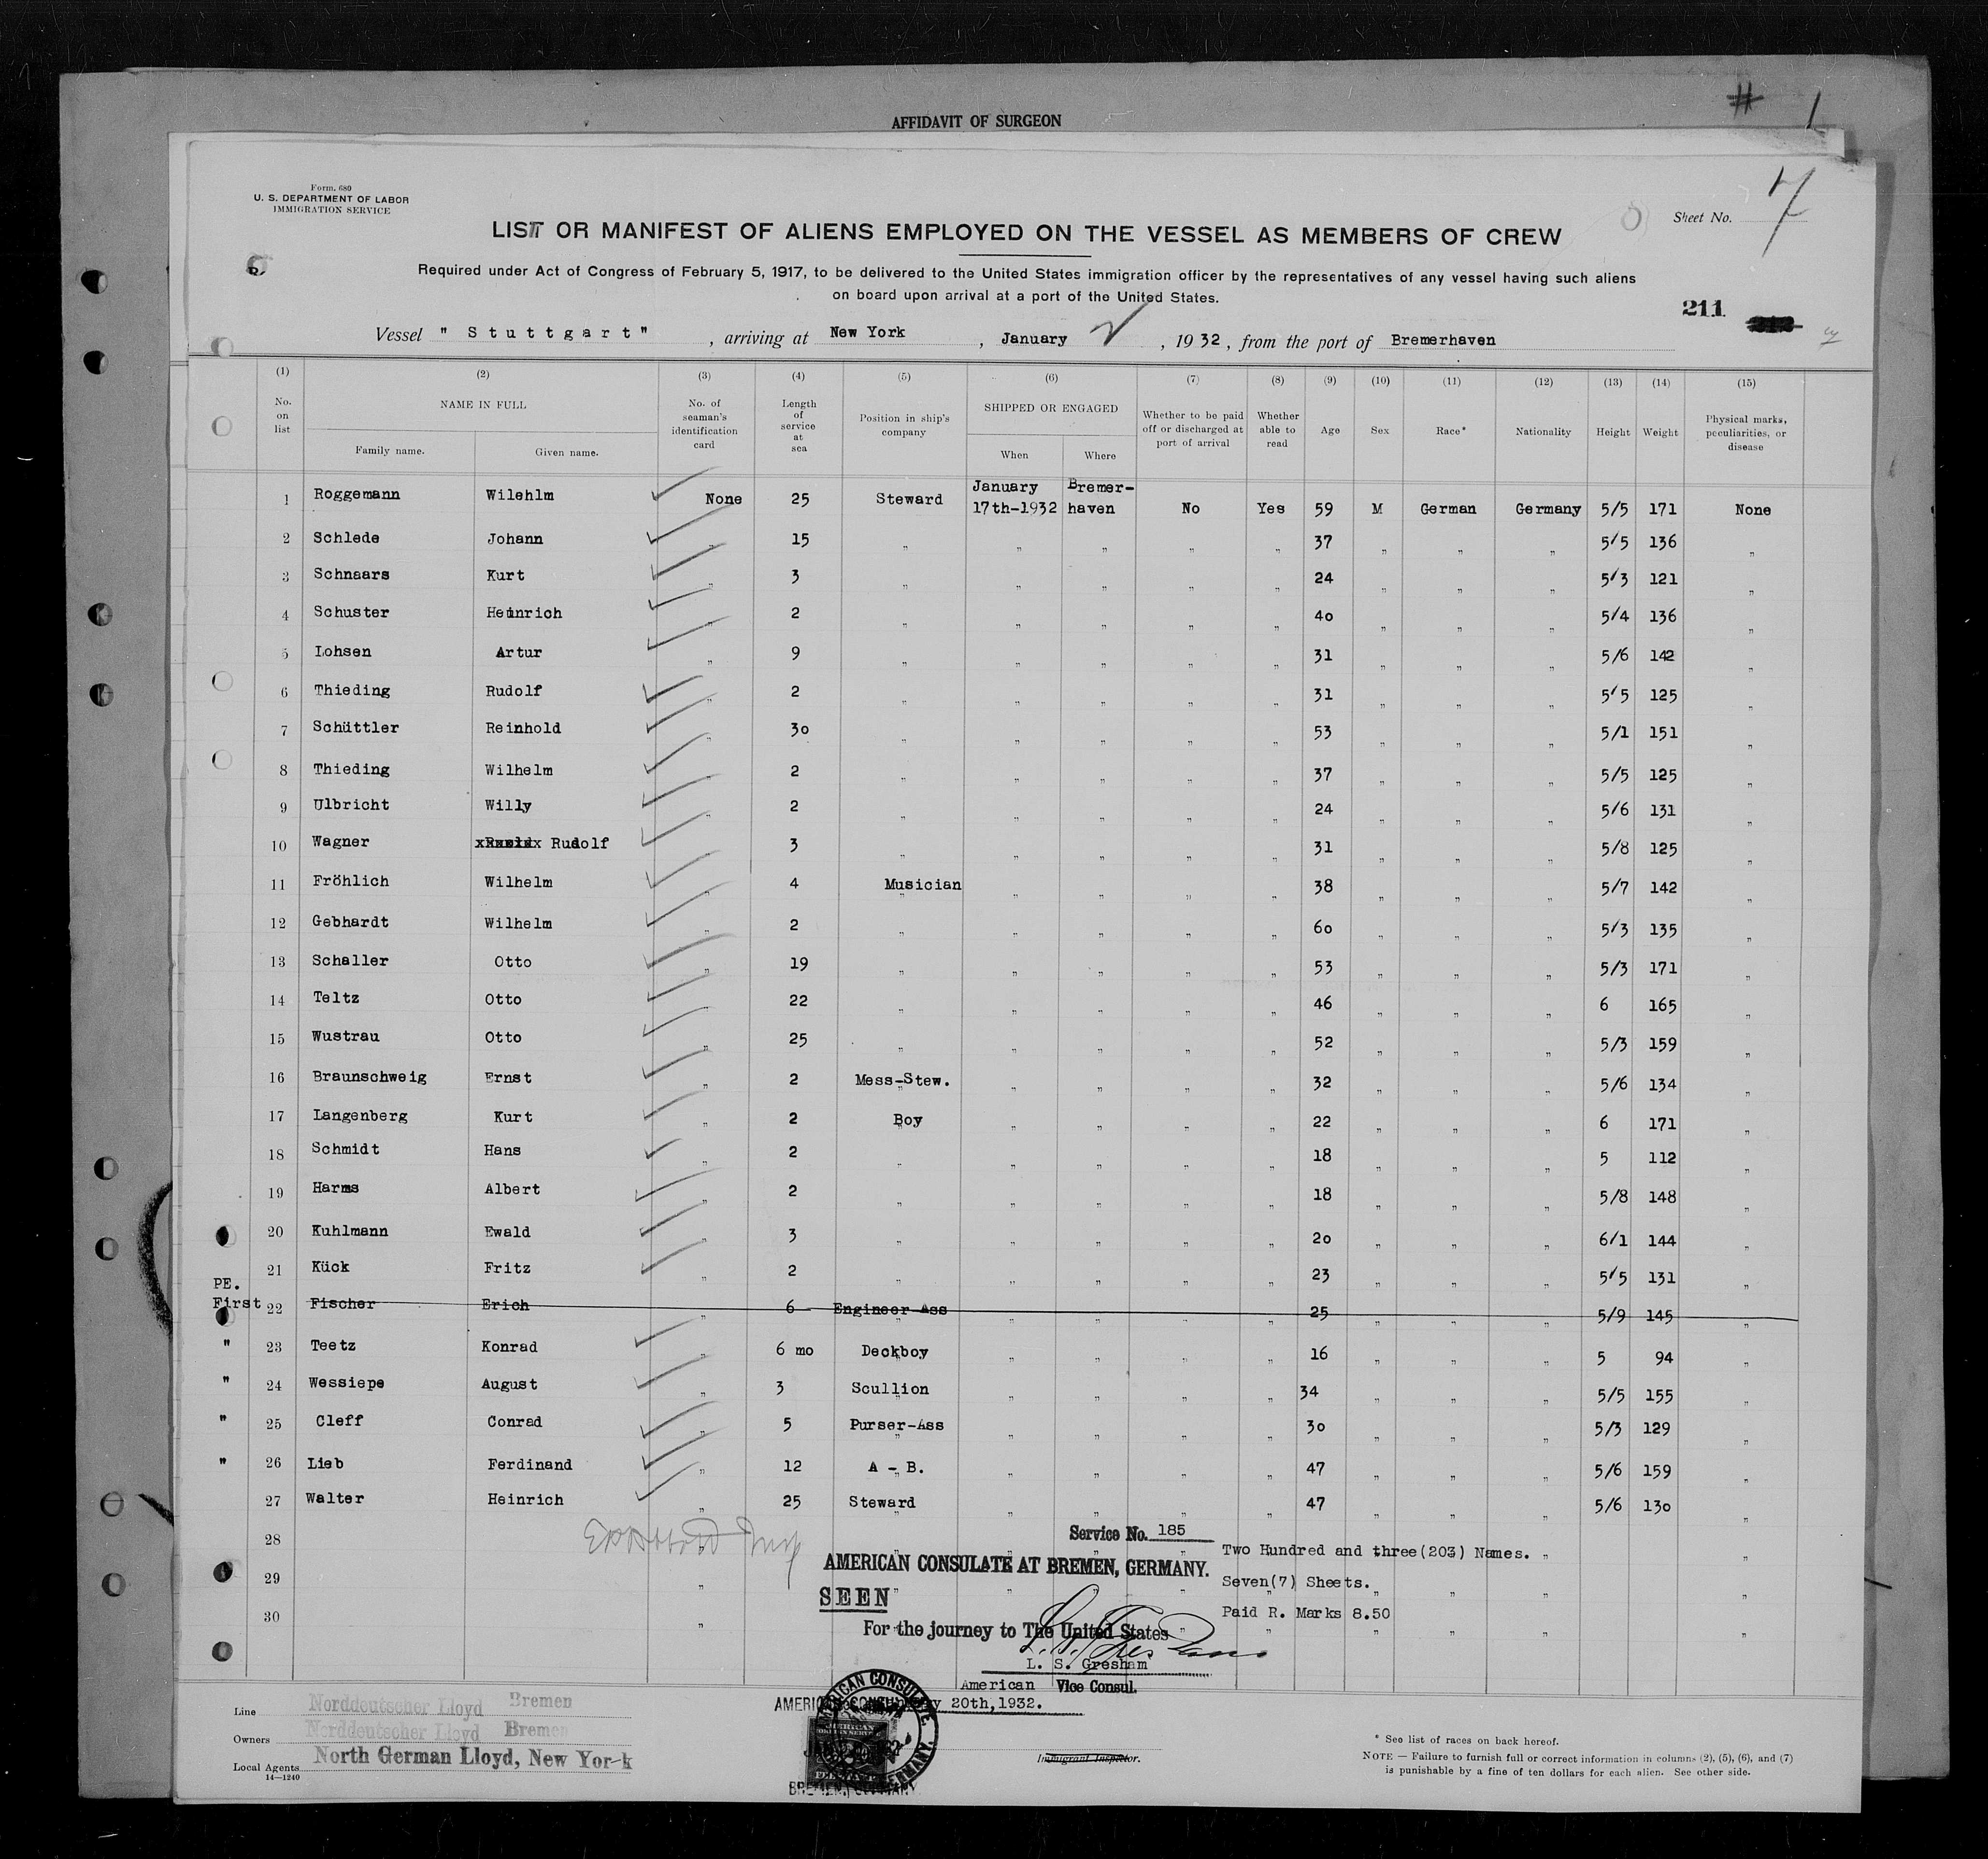 # 1
AFFIDAVIT OF SURGEON
Form. 680
U. S. DEPARTMENT OF LABOR
IMMIGRATION SERVICE
Sheet No. 7
LIST OR MANIFEST OF ALIENS EMPLOYED ON THE VESSEL AS MEMBERS OF CREW
Required under Act of Congress of February 5, 1917, to be delivered to the United States immigration officer by the representatives of any vessel having such aliens
on board upon arrival at a port of the United States.
211
Vessel " S t u t t g a r t " , arriving at New York , January , 1932, from the port of Bremerhaven
(1) (2) (3) (4) (5) (6) (7) (8) (9) (10) (11) (12) (13) (14) (15)
No. on list NAME IN FULL Family name. Given name. No. of seaman's identification card Length of service at sea Position in ship's company SHIPPED OR ENGAGED When Where Whether to be paid off or discharged at port of arrival Whether able to read Age Sex Race* Nationality Height Weight Physical marks, peculiarities, or disease
1 Roggemann Wilehlm None 25 Steward January 17th-1932 Bremer-haven No Yes 59 M German Germany 5/5 171 None
2 Schlede Johann " 15 " " " " " 37 " " " 5/5 136 "
3 Schnaars Kurt " 3 " " " " " 24 " " " 5/3 121 "
4 Schuster Heinrich " 2 " " " " " 40 " " " 5/4 136 "
5 Lohsen Artur " 9 " " " " " 31 " " " 5/6 142 "
6 Thieding Rudolf " 2 " " " " " 31 " " " 5/5 125 "
7 Schüttler Reinhold " 30 " " " " " 53 " " " 5/1 151 "
8 Thieding Wilhelm " 2 " " " " " 37 " " " 5/5 125 "
9 Ulbricht Willy " 2 " " " " " 24 " " " 5/6 131 "
10 Wagner Rudolf " 3 " " " " " 31 " " " 5/8 125 "
11 Fröhlich Wilhelm " 4 Musician " " " " 38 " " " 5/7 142 "
12 Gebhardt Wilhelm " 2 " " " " " 60 " " " 5/3 135 "
13 Schaller Otto " 19 " " " " " 53 " " " 5/3 171 "
14 Teltz Otto " 22 " " " " " 46 " " " 6 165 "
15 Wustrau Otto " 25 " " " " " 52 " " " 5/3 159 "
16 Braunschweig Ernst " 2 Mess-Stew. " " " " 32 " " " 5/6 134 "
17 Langenberg Kurt " 2 Boy " " " " 22 " " " 6 171 "
18 Schmidt Hans " 2 " " " " " 18 " " " 5 112 "
19 Harms Albert " 2 " " " " " 18 " " " 5/8 148 "
20 Kuhlmann Ewald " 3 " " " " " 20 " " " 6/1 144 "
21 Kück Fritz " 2 " " " " " 23 " " " 5/5 131 "
PE.
First 22 Fischer Erich " 6 Engineer-Ass " " " " 25 " " " 5/9 145 "
" 23 Teetz Konrad " 6 mo Deckboy " " " " 16 " " " 5 94 "
" 24 Wessiepe August " 3 Scullion " " " " 34 " " " 5/5 155 "
" 25 Cleff Conrad " 5 Purser-Ass " " " " 30 " " " 5/3 129 "
" 26 Lieb Ferdinand " 12 A - B. " " " " 47 " " " 5/6 159 "
27 Walter Heinrich " 25 Steward " " " " 47 " " " 5/6 130 "
28
29
30
Service No. 185
Two Hundred and three(203) Names.
AMERICAN CONSULATE AT BREMEN, GERMANY.
Seven(7) Sheets.
SEEN
Paid R. Marks 8.50
For the journey to The United States
L. S. Gresham
American Vice Consul.
20th,1932.
AMERICAN CONSULATE
BREMEN, GERMANY
Immigrant Inspector.
Line Norddeutscher Lloyd Bremen
Owners Norddeutscher Lloyd Bremen
Local Agents North German Lloyd, New York
14—1240
* See list of races on back hereof.
NOTE — Failure to furnish full or correct information in columns (2), (5), (6), and (7)
is punishable by a fine of ten dollars for each alien. See other side.